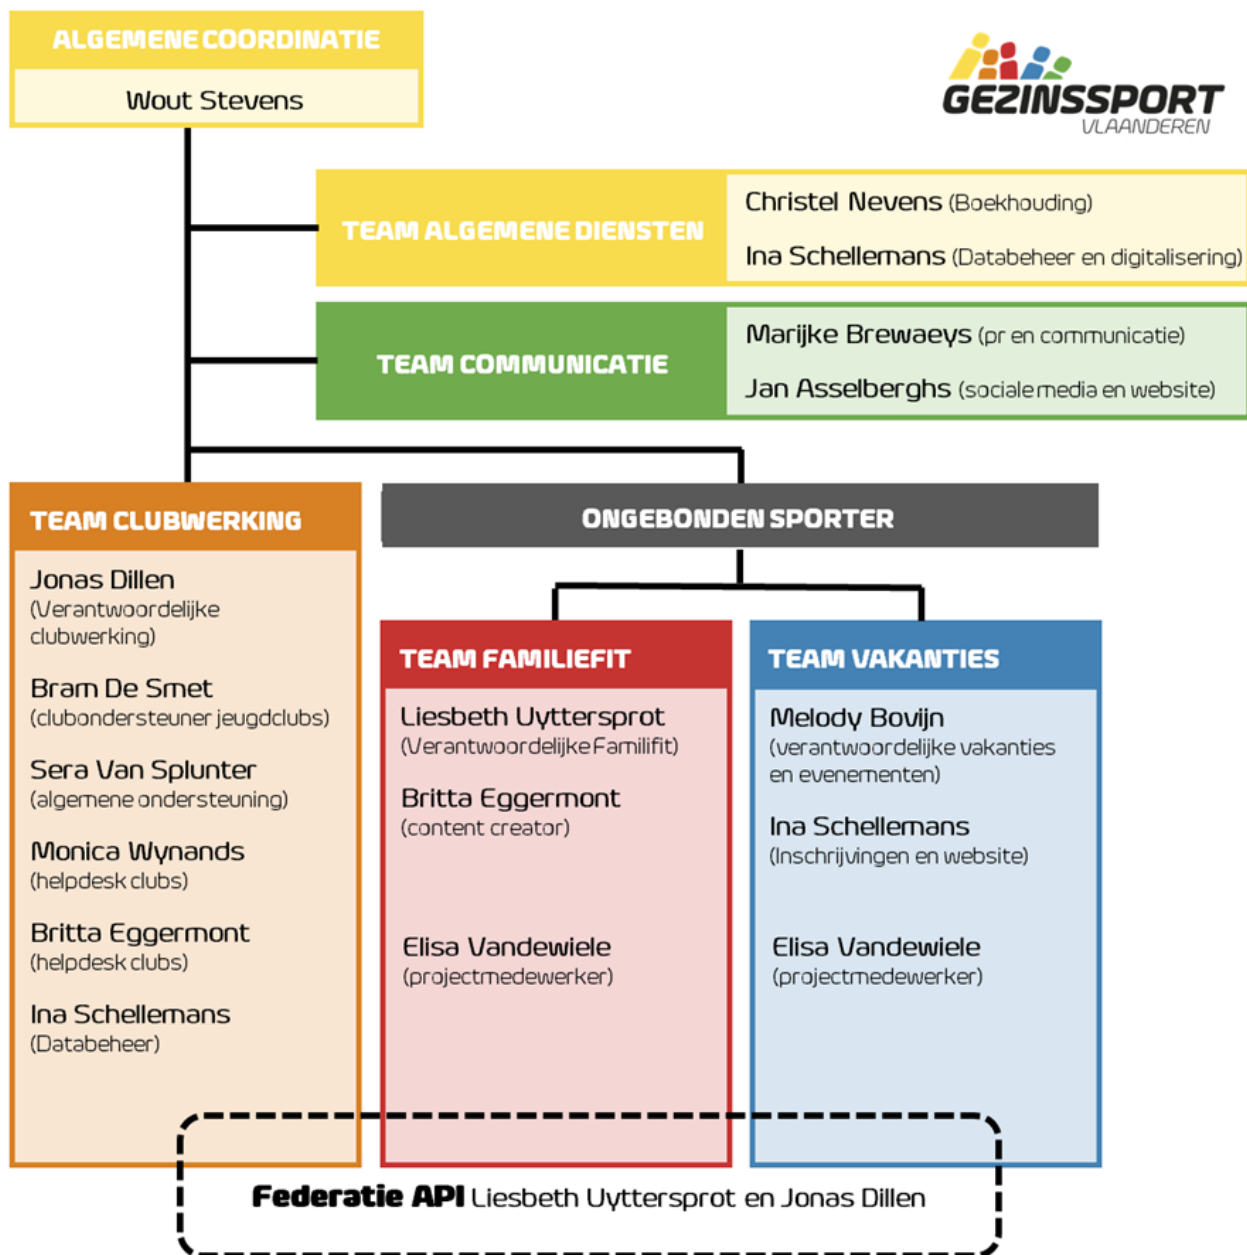 ALGEMENE COORDINATIE
Wout Stevens
GEZINSSPORT
VLAANDEREN
TEAM ALGEMENE DIENSTEN
Christel Nevens (Boekhouding)
Ina Schellemans (Databeheer en digitalisering)
TEAM COMMUNICATIE
Marijke Brewaeys (pr en communicatie)
Jan Asselberghs (sociale media en website)
TEAM CLUBWERKING
Jonas Dillen
(Verantwoordelijke
clubwerking)
Bram De Smet
(clubondersteuner jeugdclubs)
Sera Van Splunter
(algemene ondersteuning)
Monica Wynands
(helpdesk clubs)
Britta Eggermont
(helpdesk clubs)
Ina Schellemans
(Databeheer)
ONGEBONDEN SPORTER
TEAM FAMILIEFIT
Liesbeth Uyttersprot
(Verantwoordelijke Familifit)
Britta Eggermont
(content creator)
Elisa Vandewiele
(projectmedewerker)
TEAM VAKANTIES
Melody Bovijn
(verantwoordelijke vakanties
en evenementen)
Ina Schellemans
(Inschrijvingen en website)
Elisa Vandewiele
(projectmedewerker)
Federatie API Liesbeth Uyttersprot en Jonas Dillen